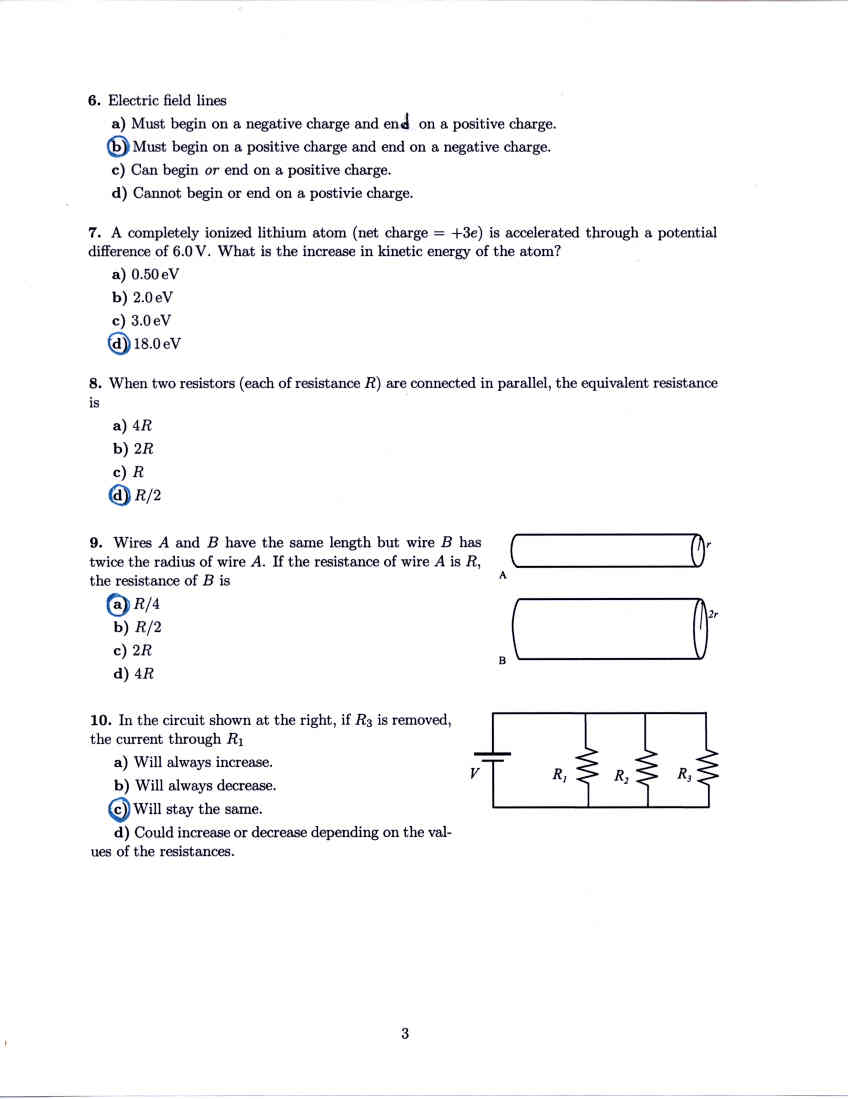 6. Electric field lines
a) Must begin on a negative charge and end on a positive charge.
b) Must begin on a positive charge and end on a negative charge.
c) Can begin or end on a positive charge.
d) Cannot begin or end on a postivie charge.
7. A completely ionized lithium atom (net charge = +3e) is accelerated through a potential
difference of 6.0 V. What is the increase in kinetic energy of the atom?
a) 0.50 eV
b) 2.0 eV
c) 3.0 eV
d) 18.0 eV
8. When two resistors (each of resistance R) are connected in parallel, the equivalent resistance
is
a) 4R
b) 2R
c) R
d) R/2
9. Wires A and B have the same length but wire B has
twice the radius of wire A. If the resistance of wire A is R,
the resistance of B is
a) R/4
b) R/2
c) 2R
d) 4R
r
A
2r
B
10. In the circuit shown at the right, if R3 is removed,
the current through R1
a) Will always increase.
b) Will always decrease.
c) Will stay the same.
d) Could increase or decrease depending on the val-
ues of the resistances.
V R1 R2 R3
3